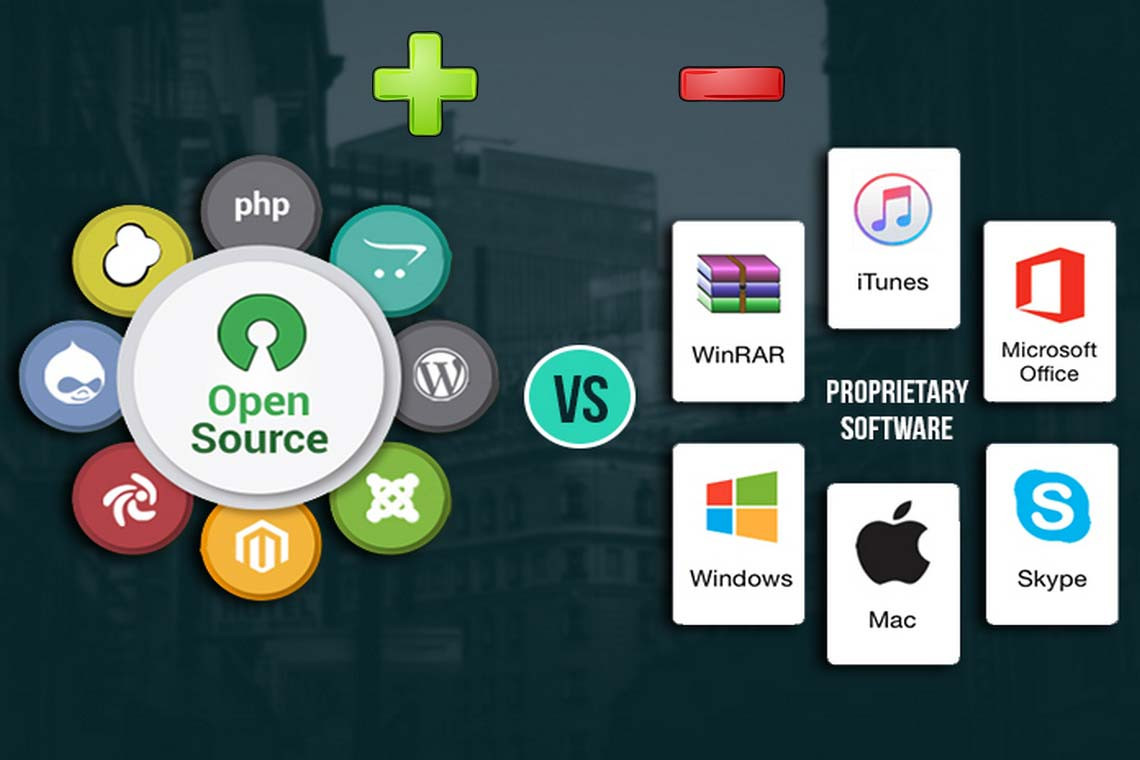 php
Open
Source
VS
iTunes
WinRAR
Microsoft
Office
PROPRIETARY
SOFTWARE
Windows
Mac
Skype